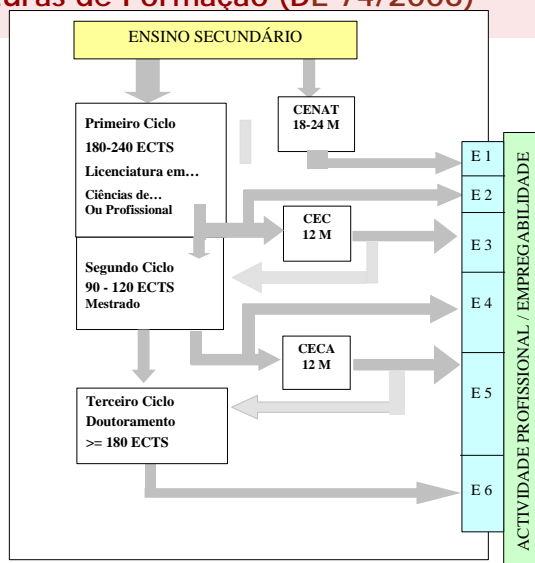 de Formação (DL 74/2006)
ENSINO SECUNDÁRIO
CENAT
18-24 M
Primeiro Ciclo
180-240 ECTS
Licenciatura em…
Ciências de…
Ou Profissional
E 1
E 2
CEC
12 M
E 3
Segundo Ciclo
90 - 120 ECTS
Mestrado
E 4
CECA
12 M
Terceiro Ciclo
Doutoramento
>= 180 ECTS
E 5
E 6
ACTIVIDADE PROFISSIONAL / EMPREGABILIDADE